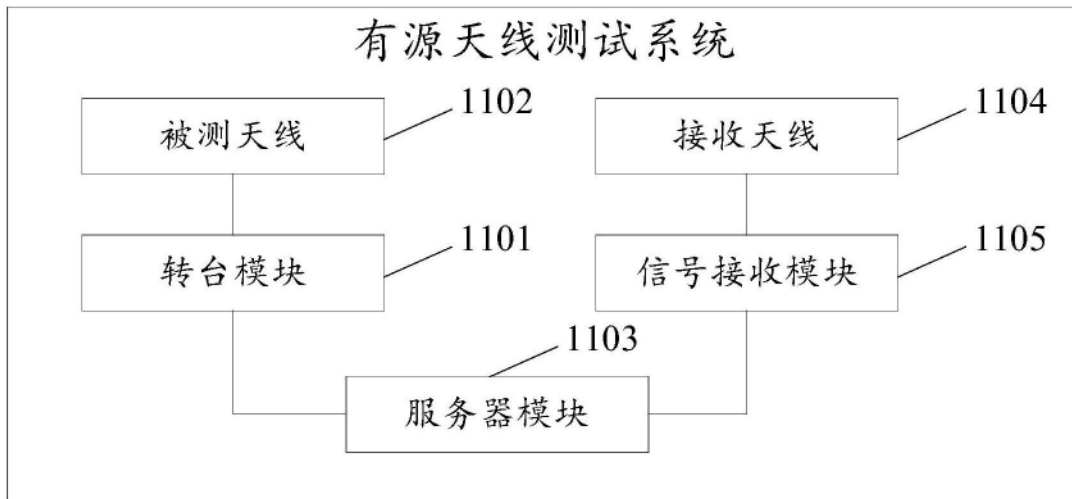 有源天线测试系统
1102
1104
被测天线
接收天线
1101
1105
转台模块
信号接收模块
1103
服务器模块